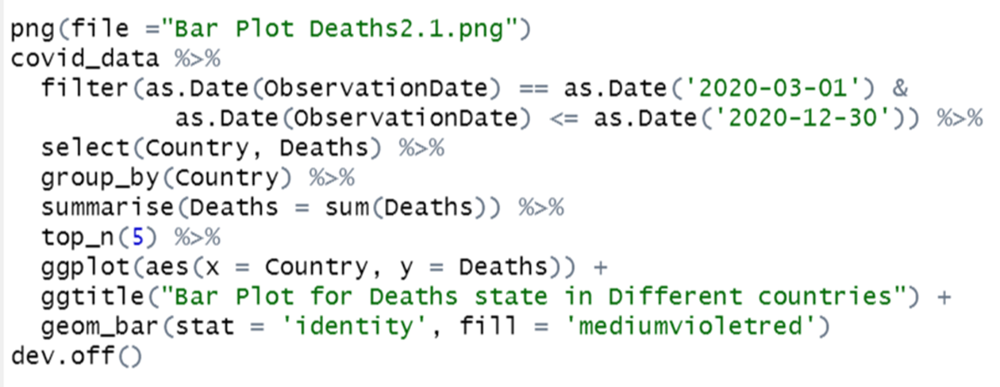 png(file ="Bar Plot Deaths2.1.png")
covid_data %>%
  filter(as.Date(ObservationDate) == as.Date('2020-03-01') &
           as.Date(ObservationDate) <= as.Date('2020-12-30')) %>%
  select(Country, Deaths) %>%
  group_by(Country) %>%
  summarise(Deaths = sum(Deaths)) %>%
  top_n(5) %>%
  ggplot(aes(x = Country, y = Deaths)) +
  ggtitle("Bar Plot for Deaths state in Different countries") +
  geom_bar(stat = 'identity', fill = 'mediumvioletred')
dev.off()